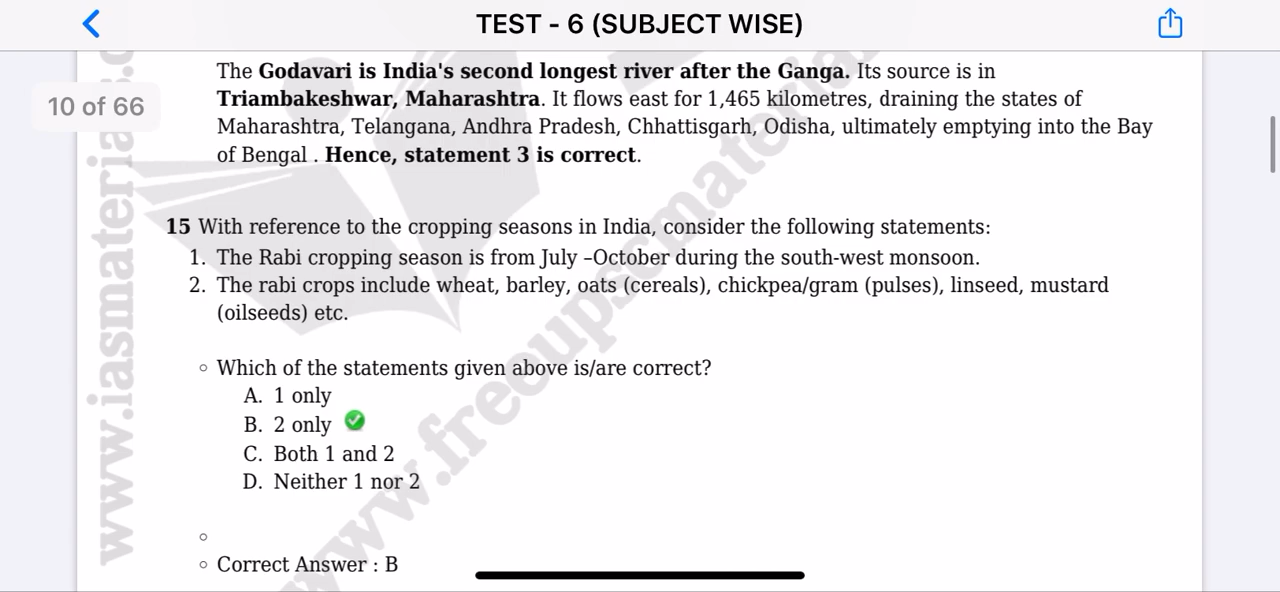 TEST - 6 (SUBJECT WISE)
10 of 66
The Godavari is India's second longest river after the Ganga. Its source is in
Triambakeshwar, Maharashtra. It flows east for 1,465 kilometres, draining the states of
Maharashtra, Telangana, Andhra Pradesh, Chhattisgarh, Odisha, ultimately emptying into the Bay
of Bengal . Hence, statement 3 is correct.
15 With reference to the cropping seasons in India, consider the following statements:
1. The Rabi cropping season is from July –October during the south-west monsoon.
2. The rabi crops include wheat, barley, oats (cereals), chickpea/gram (pulses), linseed, mustard
(oilseeds) etc.
Which of the statements given above is/are correct?
A. 1 only
B. 2 only
C. Both 1 and 2
D. Neither 1 nor 2
Correct Answer : B
www.iasmaterials.c
www.freeupscmateria